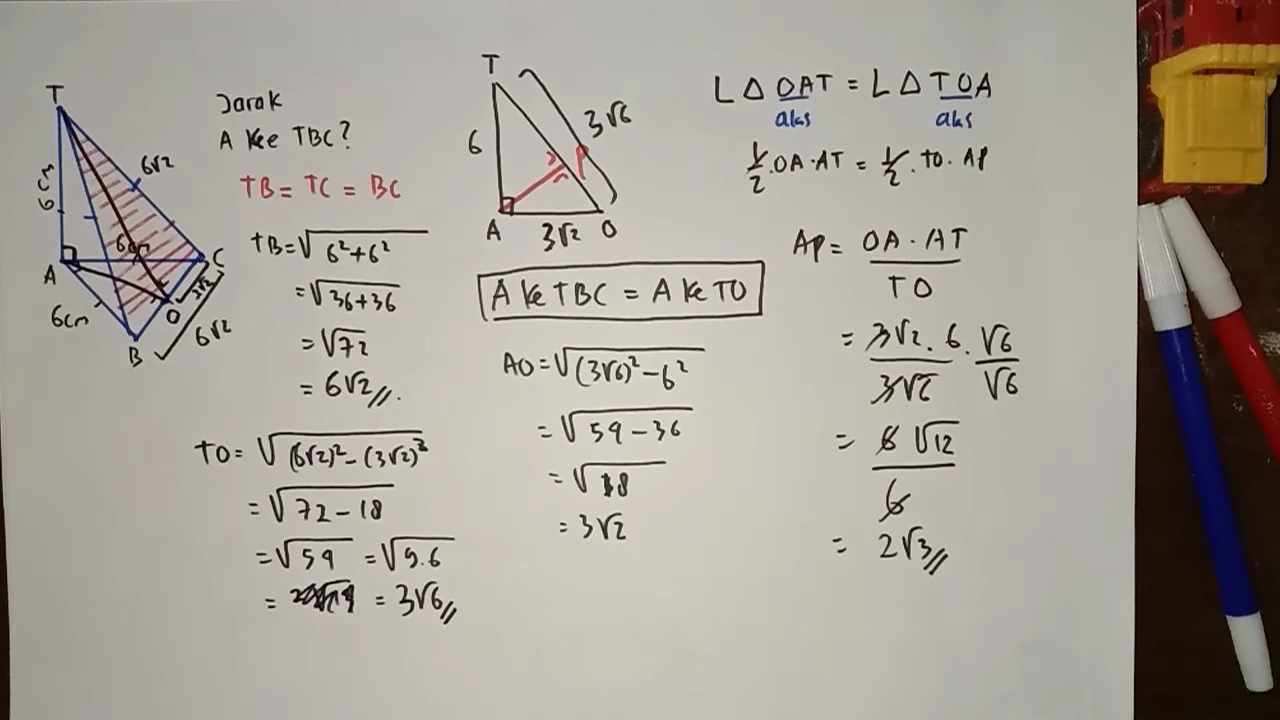 T
6cm
6√2
A
6cm
C
O
3√2
6cm
B
6√2
Jarak
A ke TBC?
TB = TC = BC
TB = √6²+6²
= √36+36
= √72
= 6√2 //.
TO = √(6√2)² - (3√2)²
= √72 - 18
= √59 = √9.6
= = 3√6 //
T
6
3√6
P
A
3√2
O
A ke TBC = A ke TO
AO = √(3√6)² - 6²
= √59 - 36
= √18
= 3√2
L △ OAT = L △ TOA
alas alas
1/2 . OA . AT = 1/2 . TO . AP
AP = OA . AT / TO
= 3√2 . 6 / 3√6 . √6 / √6
= 6 √12 / 6
= 2√3 //